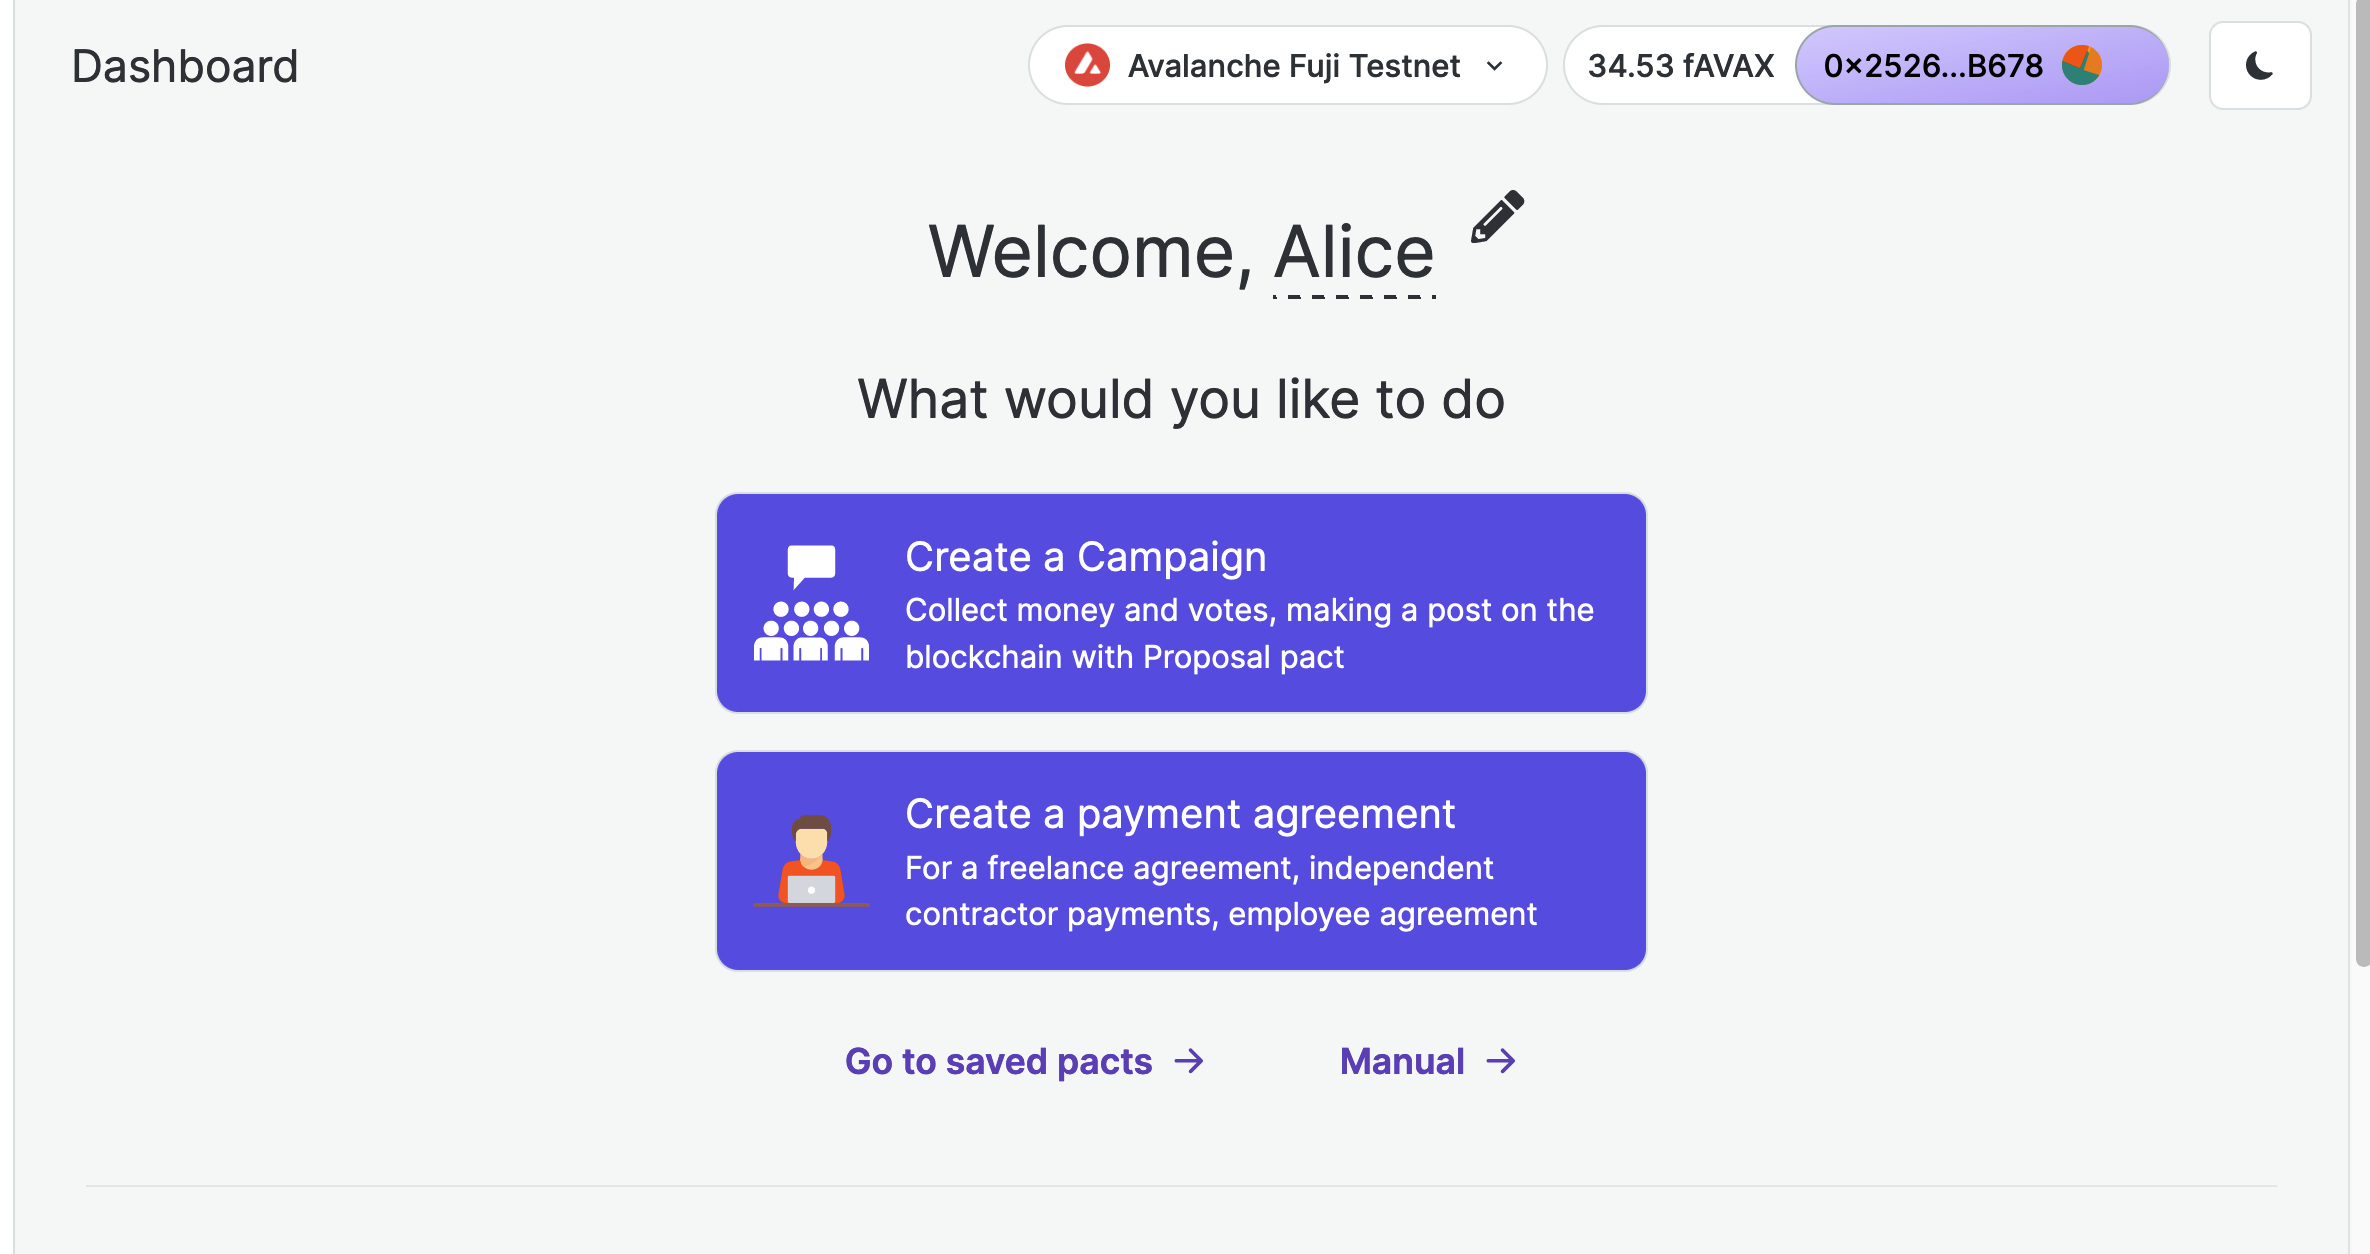 Dashboard
Avalanche Fuji Testnet
34.53 fAVAX
0×2526...B678
Welcome, Alice
What would you like to do
Create a Campaign
Collect money and votes, making a post on the
blockchain with Proposal pact
Create a payment agreement
For a freelance agreement, independent
contractor payments, employee agreement
Go to saved pacts →
Manual →